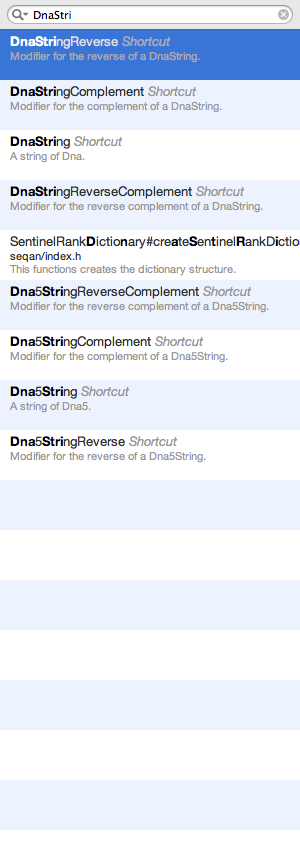 DnaStri
DnaStringReverse Shortcut
Modifier for the reverse of a DnaString.
DnaStringComplement Shortcut
Modifier for the complement of a DnaString.
DnaString Shortcut
A string of Dna.
DnaStringReverseComplement Shortcut
Modifier for the reverse complement of a DnaString.
SentinelRankDictionary#createSentinelRankDictio
seqan/index.h
This functions creates the dictionary structure.
Dna5StringReverseComplement Shortcut
Modifier for the reverse complement of a Dna5String.
Dna5StringComplement Shortcut
Modifier for the complement of a Dna5String.
Dna5String Shortcut
A string of Dna5.
Dna5StringReverse Shortcut
Modifier for the reverse of a Dna5String.